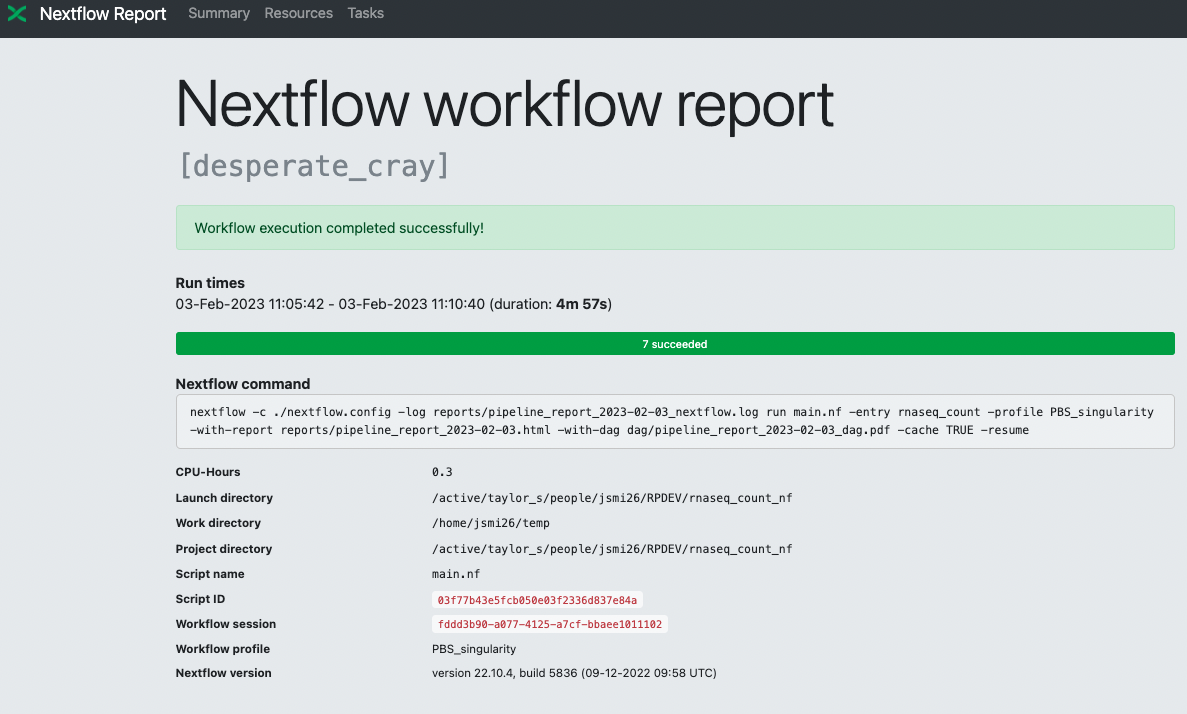 Nextflow Report Summary Resources Tasks
Nextflow workflow report
[desperate_cray]
Workflow execution completed successfully!
Run times
03-Feb-2023 11:05:42 - 03-Feb-2023 11:10:40 (duration: 4m 57s)
7 succeeded
Nextflow command
nextflow -c ./nextflow.config -log reports/pipeline_report_2023-02-03_nextflow.log run main.nf -entry rnaseq_count -profile PBS_singularity
-with-report reports/pipeline_report_2023-02-03.html -with-dag dag/pipeline_report_2023-02-03_dag.pdf -cache TRUE -resume
CPU-Hours 0.3
Launch directory /active/taylor_s/people/jsmi26/RPDEV/rnaseq_count_nf
Work directory /home/jsmi26/temp
Project directory /active/taylor_s/people/jsmi26/RPDEV/rnaseq_count_nf
Script name main.nf
Script ID 03f77b43e5fcb050e03f2336d837e84a
Workflow session fddd3b90-a077-4125-a7cf-bbaee1011102
Workflow profile PBS_singularity
Nextflow version version 22.10.4, build 5836 (09-12-2022 09:58 UTC)